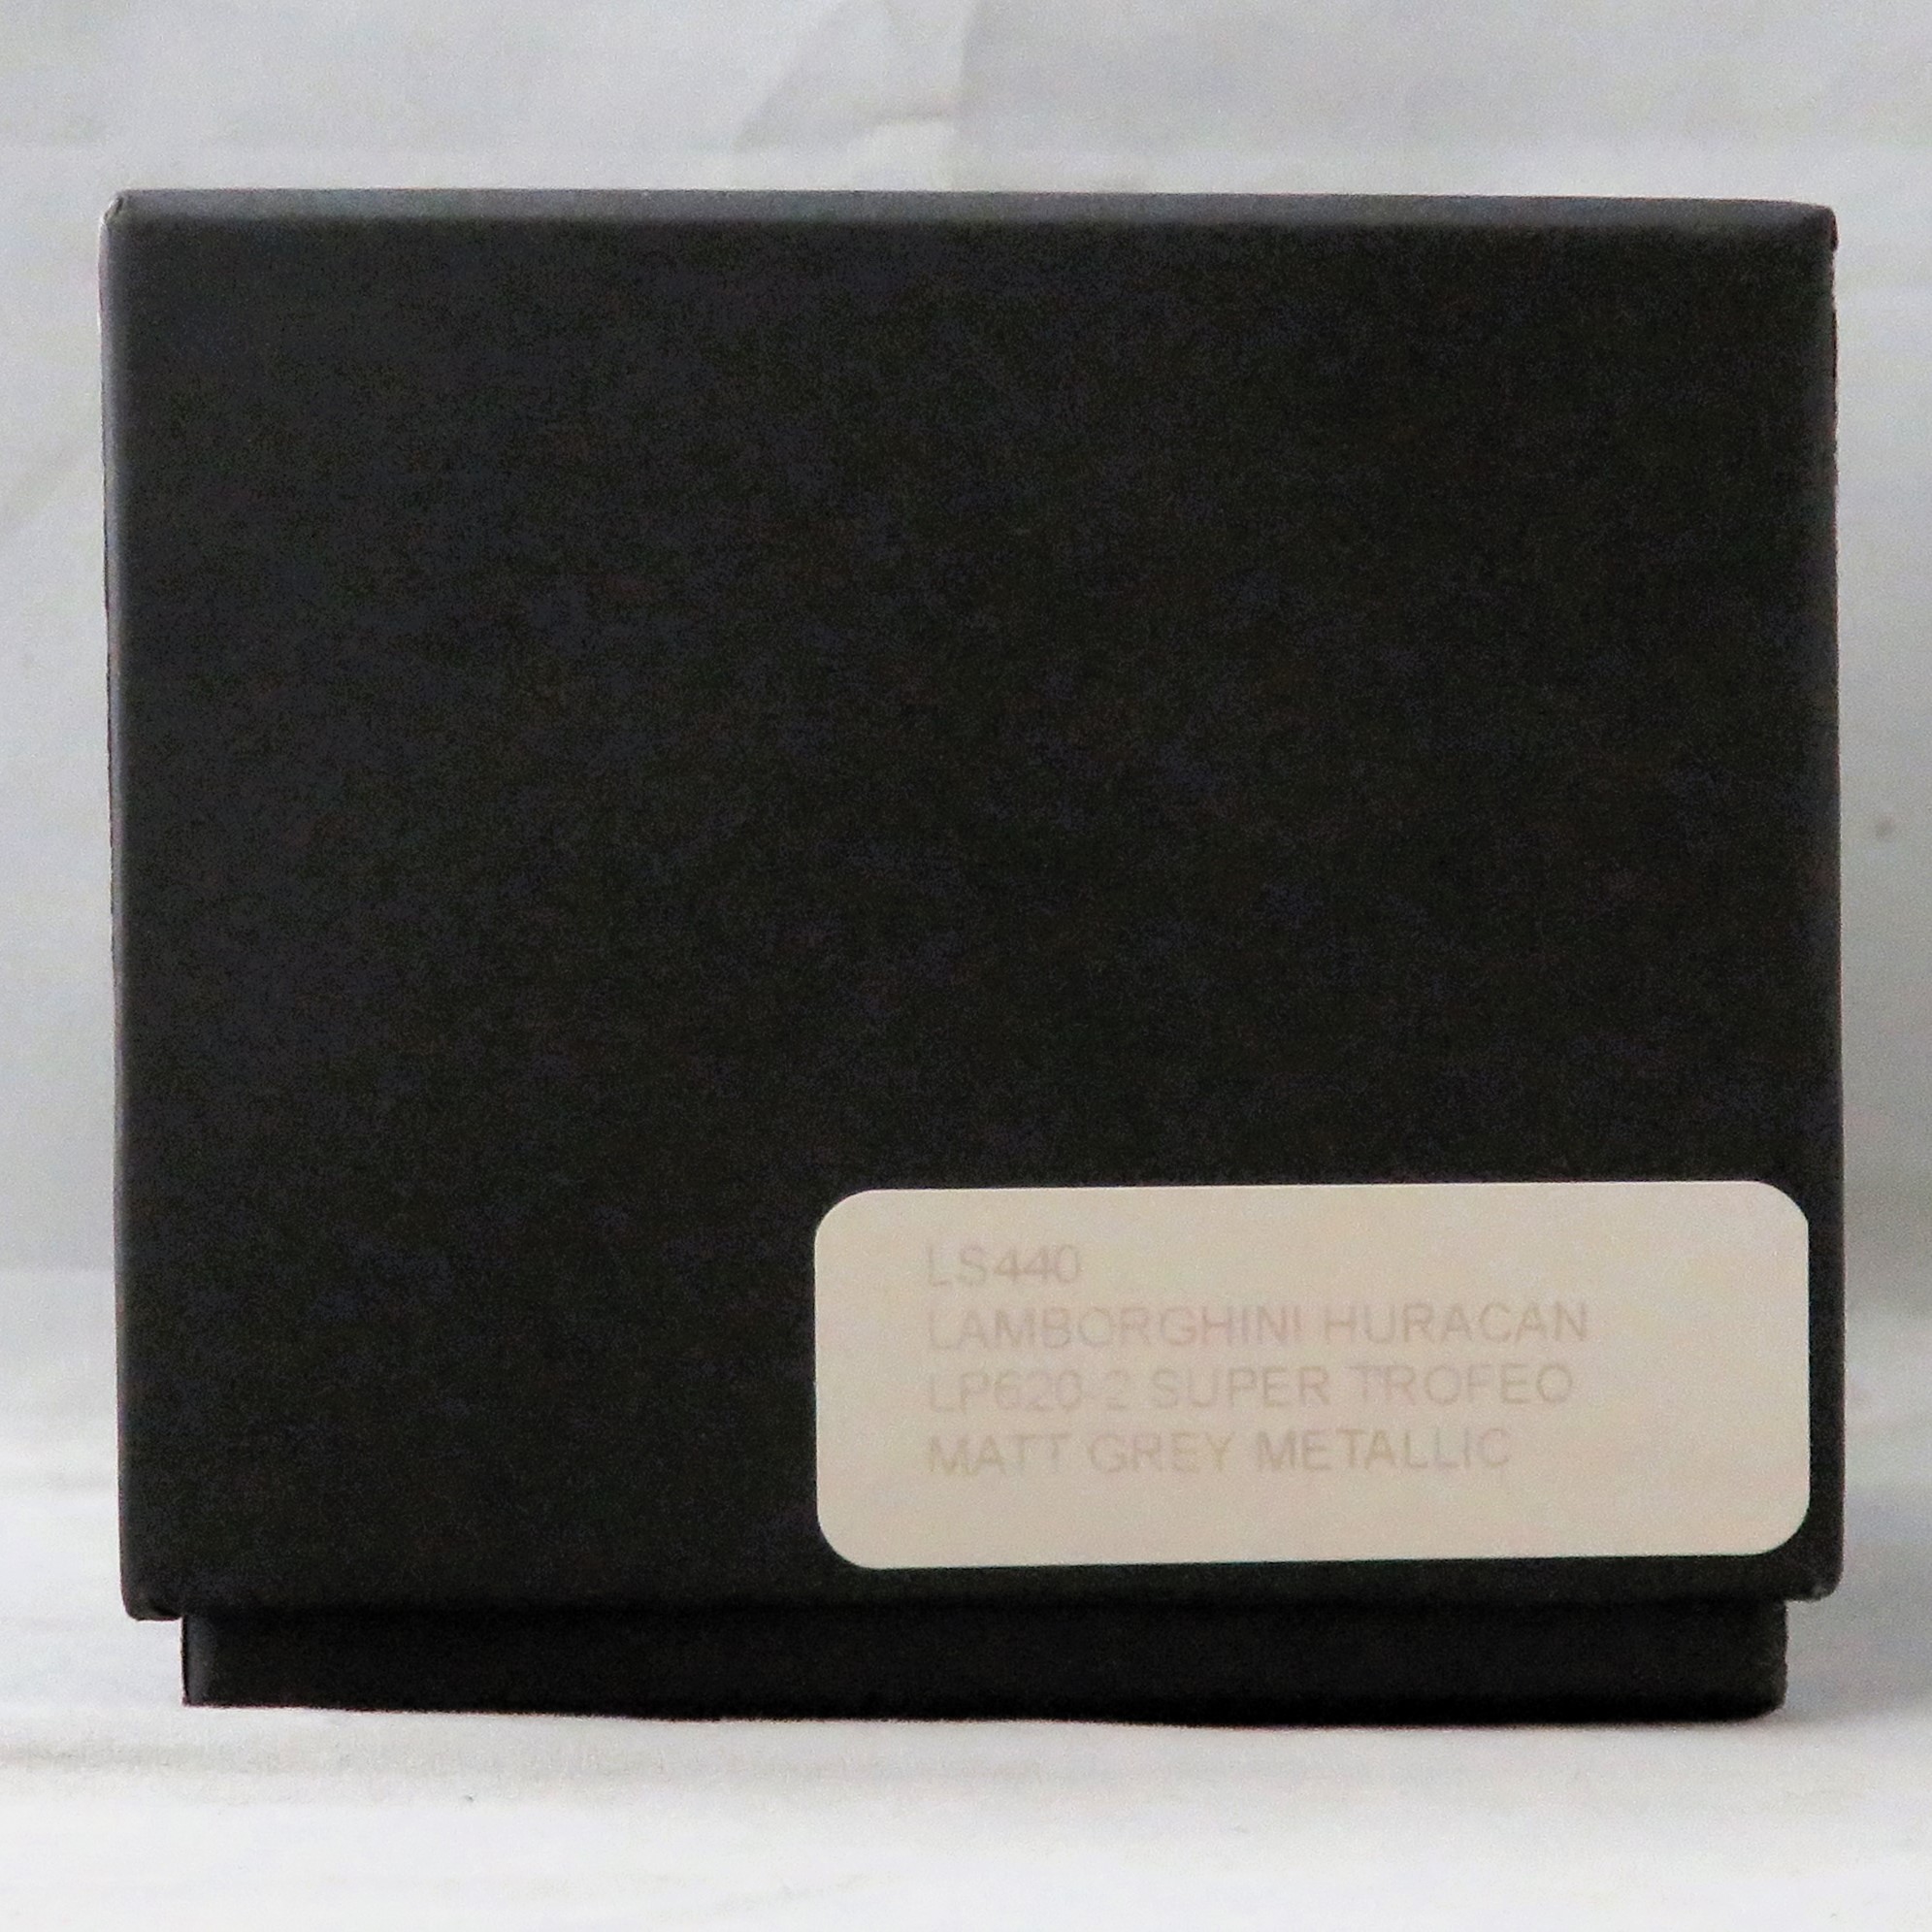 LS440
LAMBORGHINI HURACAN
LP620-2 SUPER TROFEO
MATT GREY METALLIC